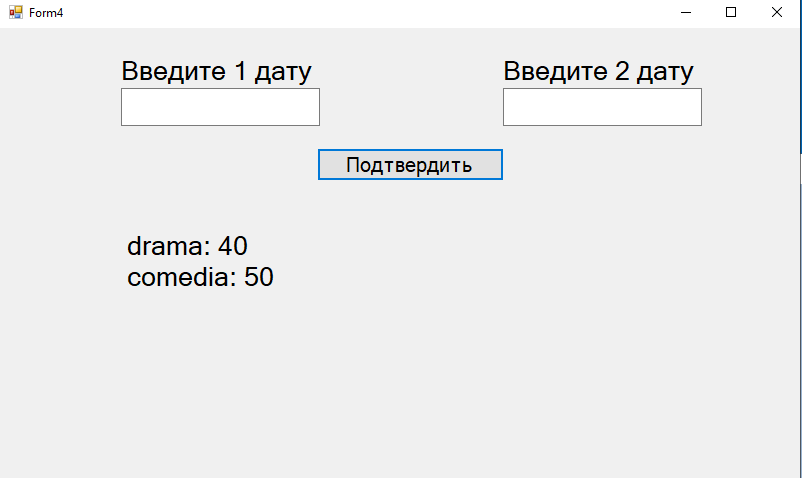 Form4
Введите 1 дату
Введите 2 дату
Подтвердить
drama: 40
comedia: 50